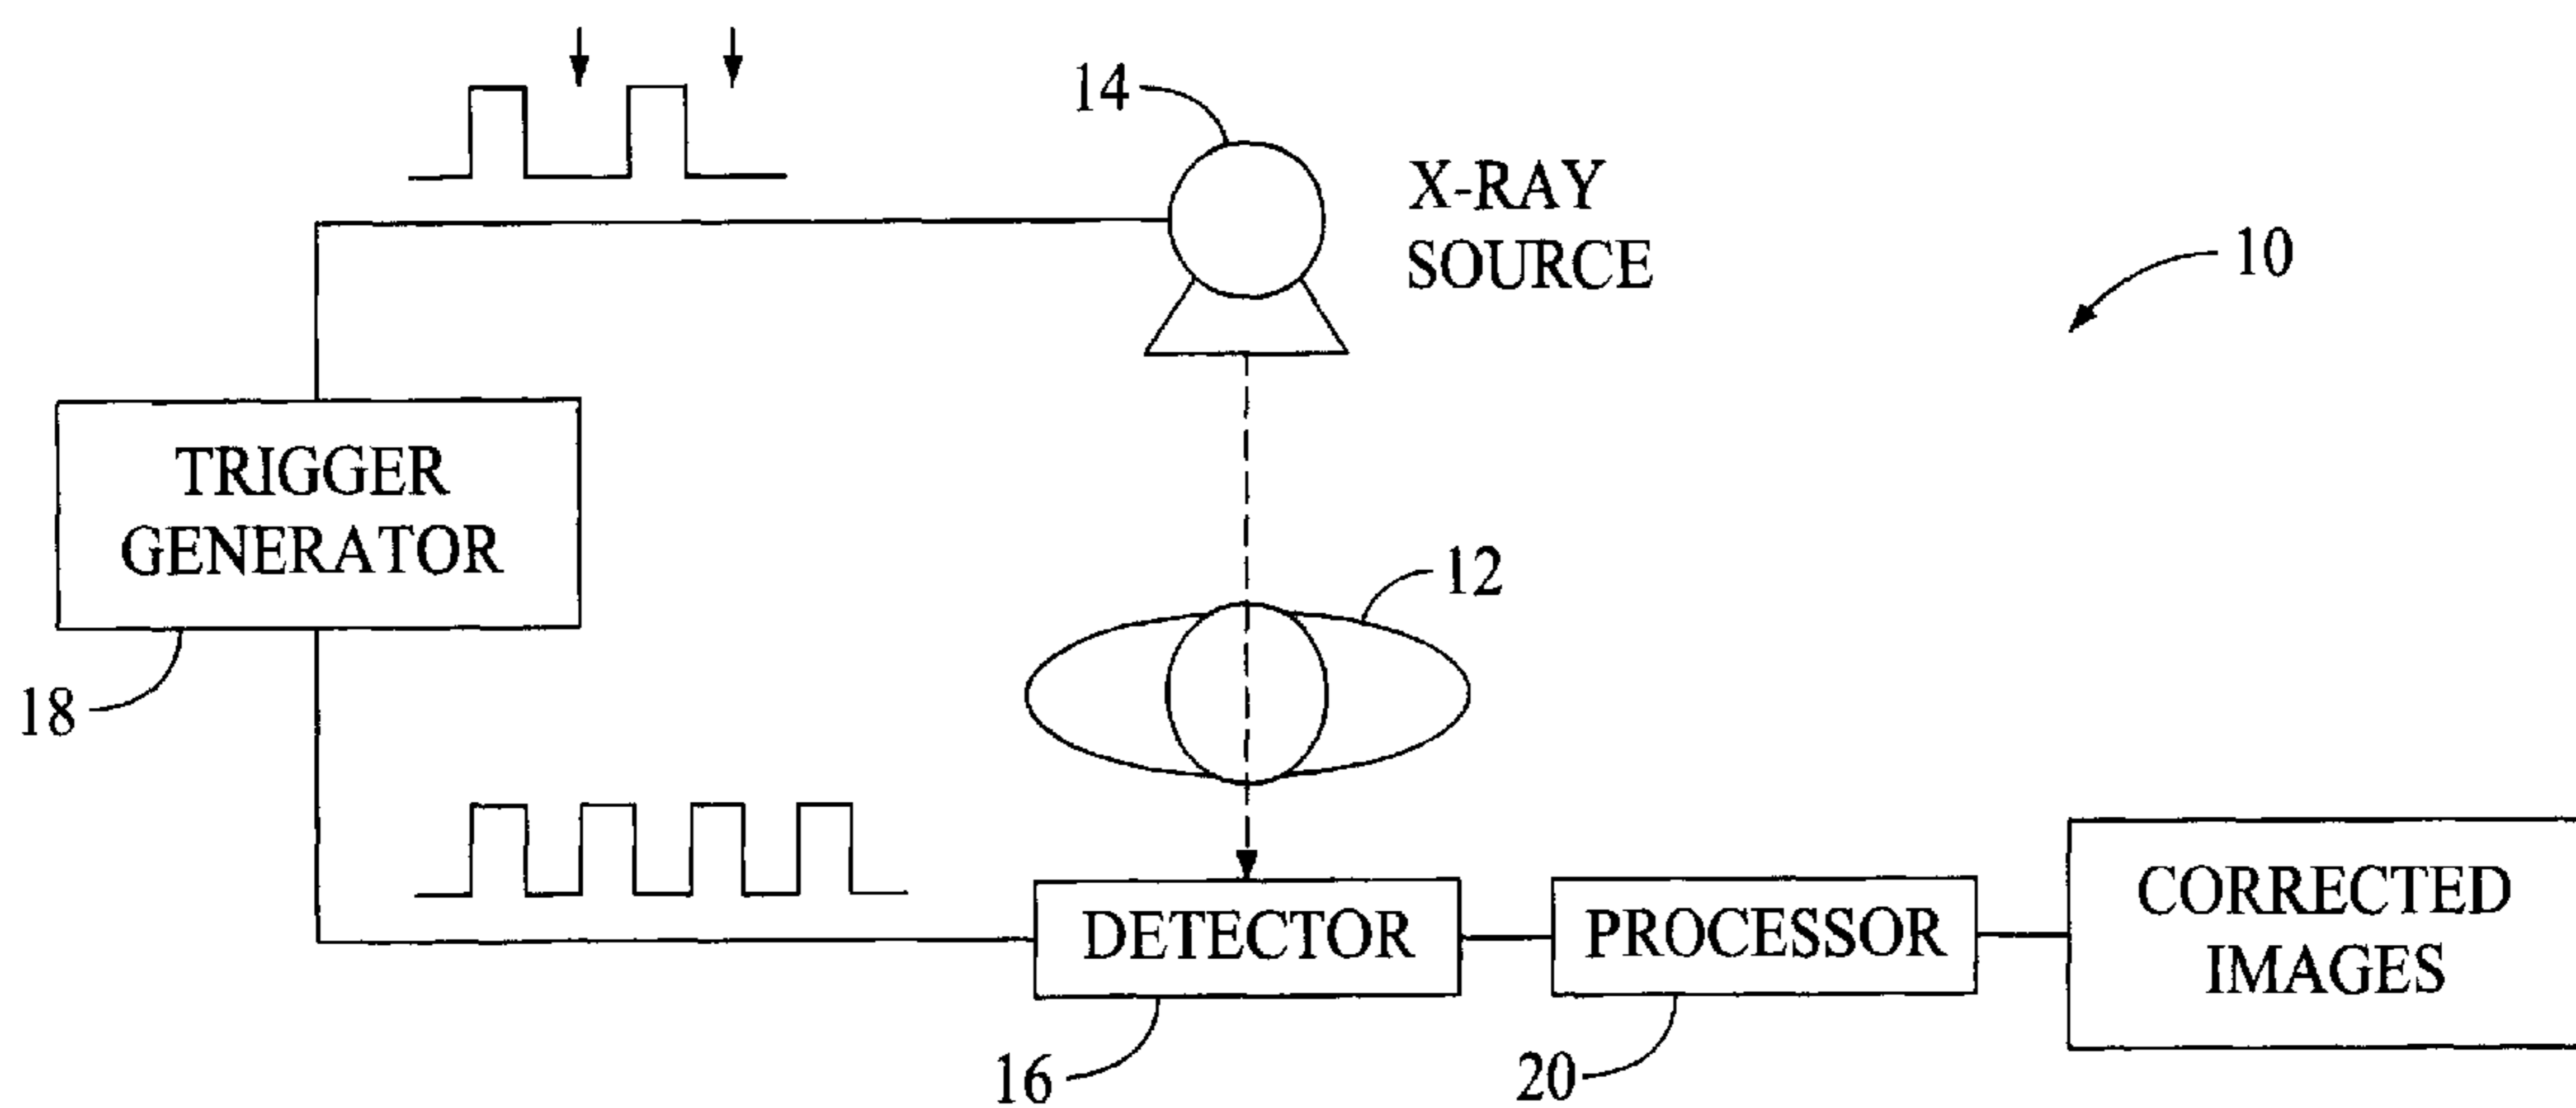 14
X-RAY
SOURCE
10
TRIGGER
GENERATOR
12
18
DETECTOR
PROCESSOR
CORRECTED
IMAGES
16
20